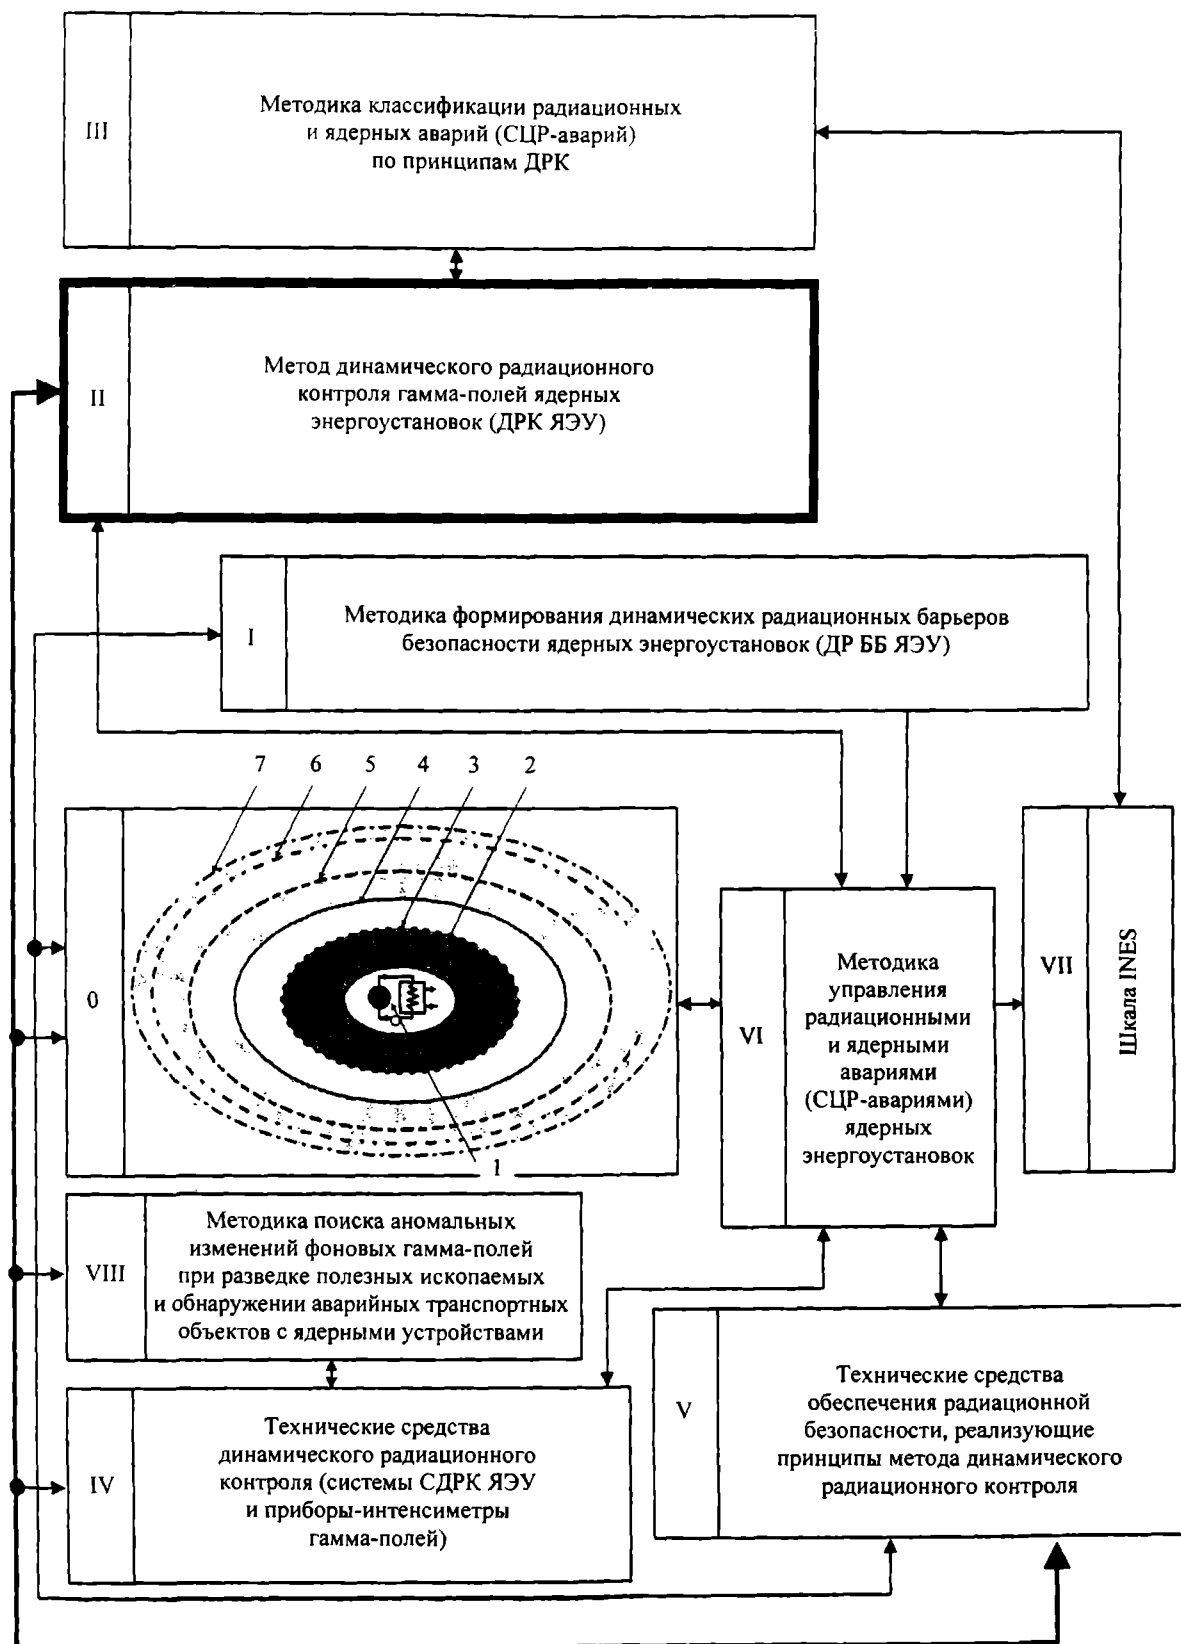 III
Методика классификации радиационных
и ядерных аварий (СЦР-аварий)
по принципам ДРК
II
Метод динамического радиационного
контроля гамма-полей ядерных
энергоустановок (ДРК ЯЭУ)
I
Методика формирования динамических радиационных барьеров
безопасности ядерных энергоустановок (ДР ББ ЯЭУ)
7 6 5 4 3 2
0
1
VI
Методика
управления
радиационными
и ядерными
авариями
(СЦР-авариями)
ядерных
энергоустановок
VII
Шкала INES
VIII
Методика поиска аномальных
изменений фоновых гамма-полей
при разведке полезных ископаемых
и обнаружении аварийных транспортных
объектов с ядерными устройствами
IV
Технические средства
динамического радиационного
контроля (системы СДРК ЯЭУ
и приборы-интенсиметры
гамма-полей)
V
Технические средства
обеспечения радиационной
безопасности, реализующие
принципы метода динамического
радиационного контроля